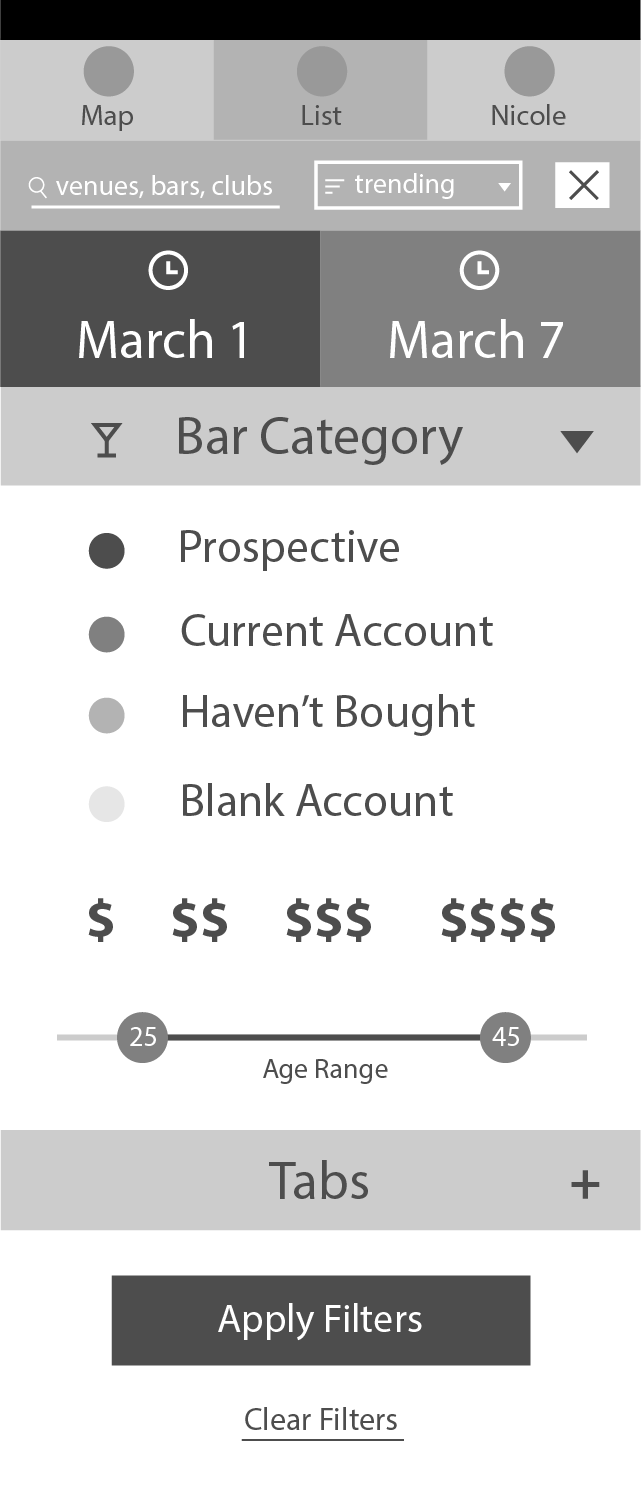 Map List Nicole
venues, bars, clubs trending
March 1 March 7
Bar Category
Prospective
Current Account
Haven’t Bought
Blank Account
$ $$ $$$ $$$$
25 45
Age Range
Tabs +
Apply Filters
Clear Filters